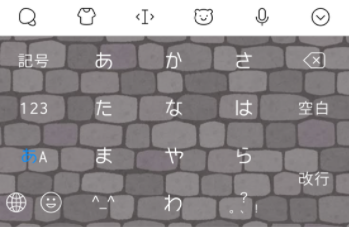 記号 あ か さ
123 た な は 空白
あA ま や ら
^_^ わ 。、?! 改行